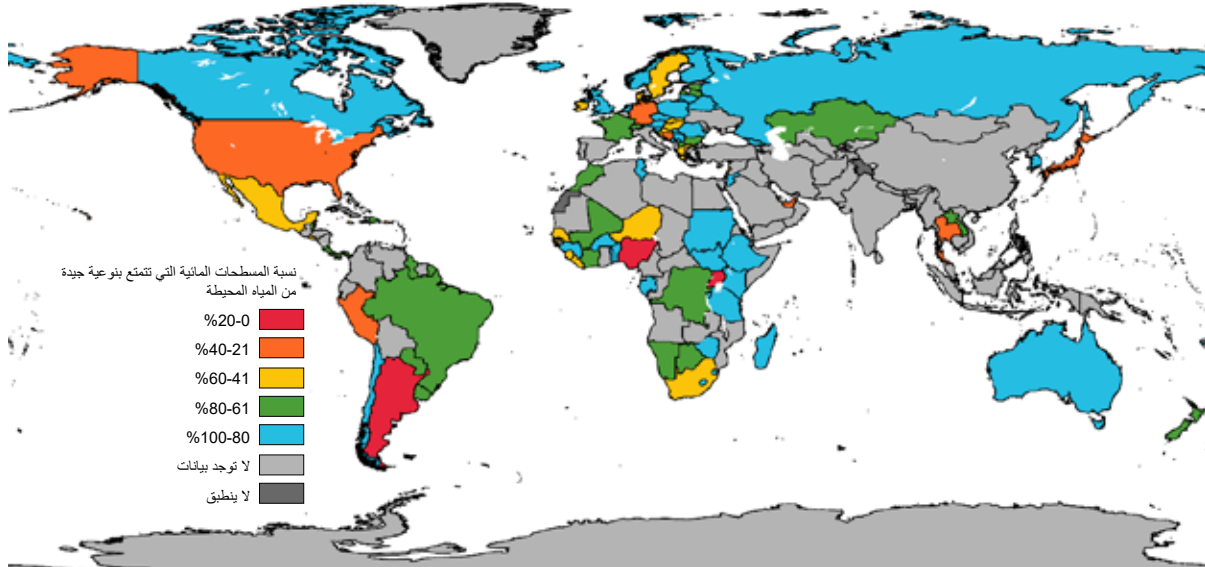 نسبة المسطحات المائية التي تتمتع بنوعية جيدة
من المياه المحيطة
%20-0
%40-21
%60-41
%80-61
%100-80
لا توجد بيانات
لا ينطبق